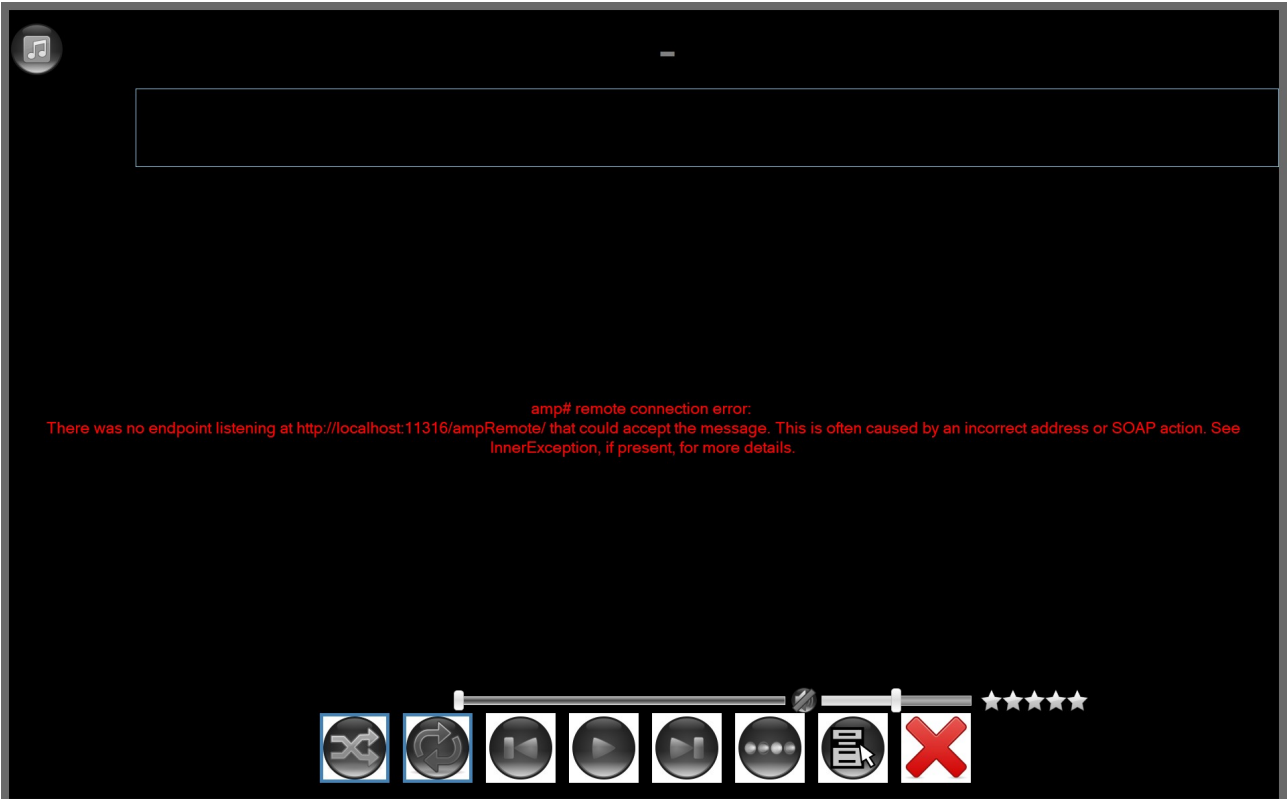 -
amp# remote connection error:
There was no endpoint listening at http://localhost:11316/ampRemote/ that could accept the message. This is often caused by an incorrect address or SOAP action. See
InnerException, if present, for more details.